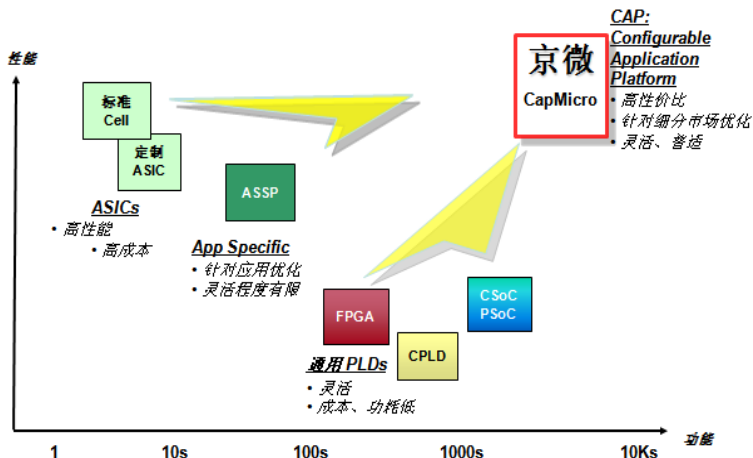 性能
标准
Cell
定制
ASIC
ASICs
• 高性能
• 高成本
ASSP
App Specific
• 针对应用优化
• 灵活程度有限
FPGA
CPLD
通用 PLDs
• 灵活
• 成本、功耗低
CSoC
PSoC
京微
CapMicro
CAP:
Configurable
Application
Platform
• 高性价比
• 针对细分市场优化
• 灵活、普适
1
10s
100s
1000s
10Ks
功能